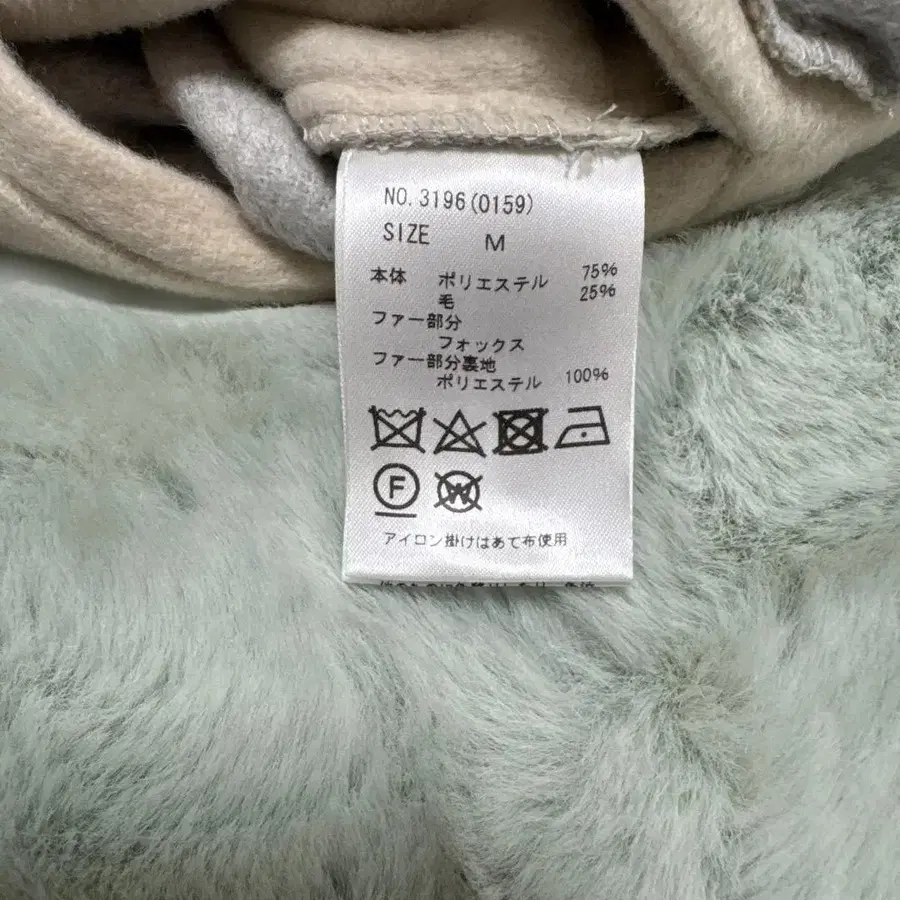 NO. 3196(0159)
SIZE M
本体 ポリエステル 75%
毛 25%
ファー部分
フォックス
ファー部分裏地
ポリエステル 100%
F
W
アイロン掛けはあて布使用